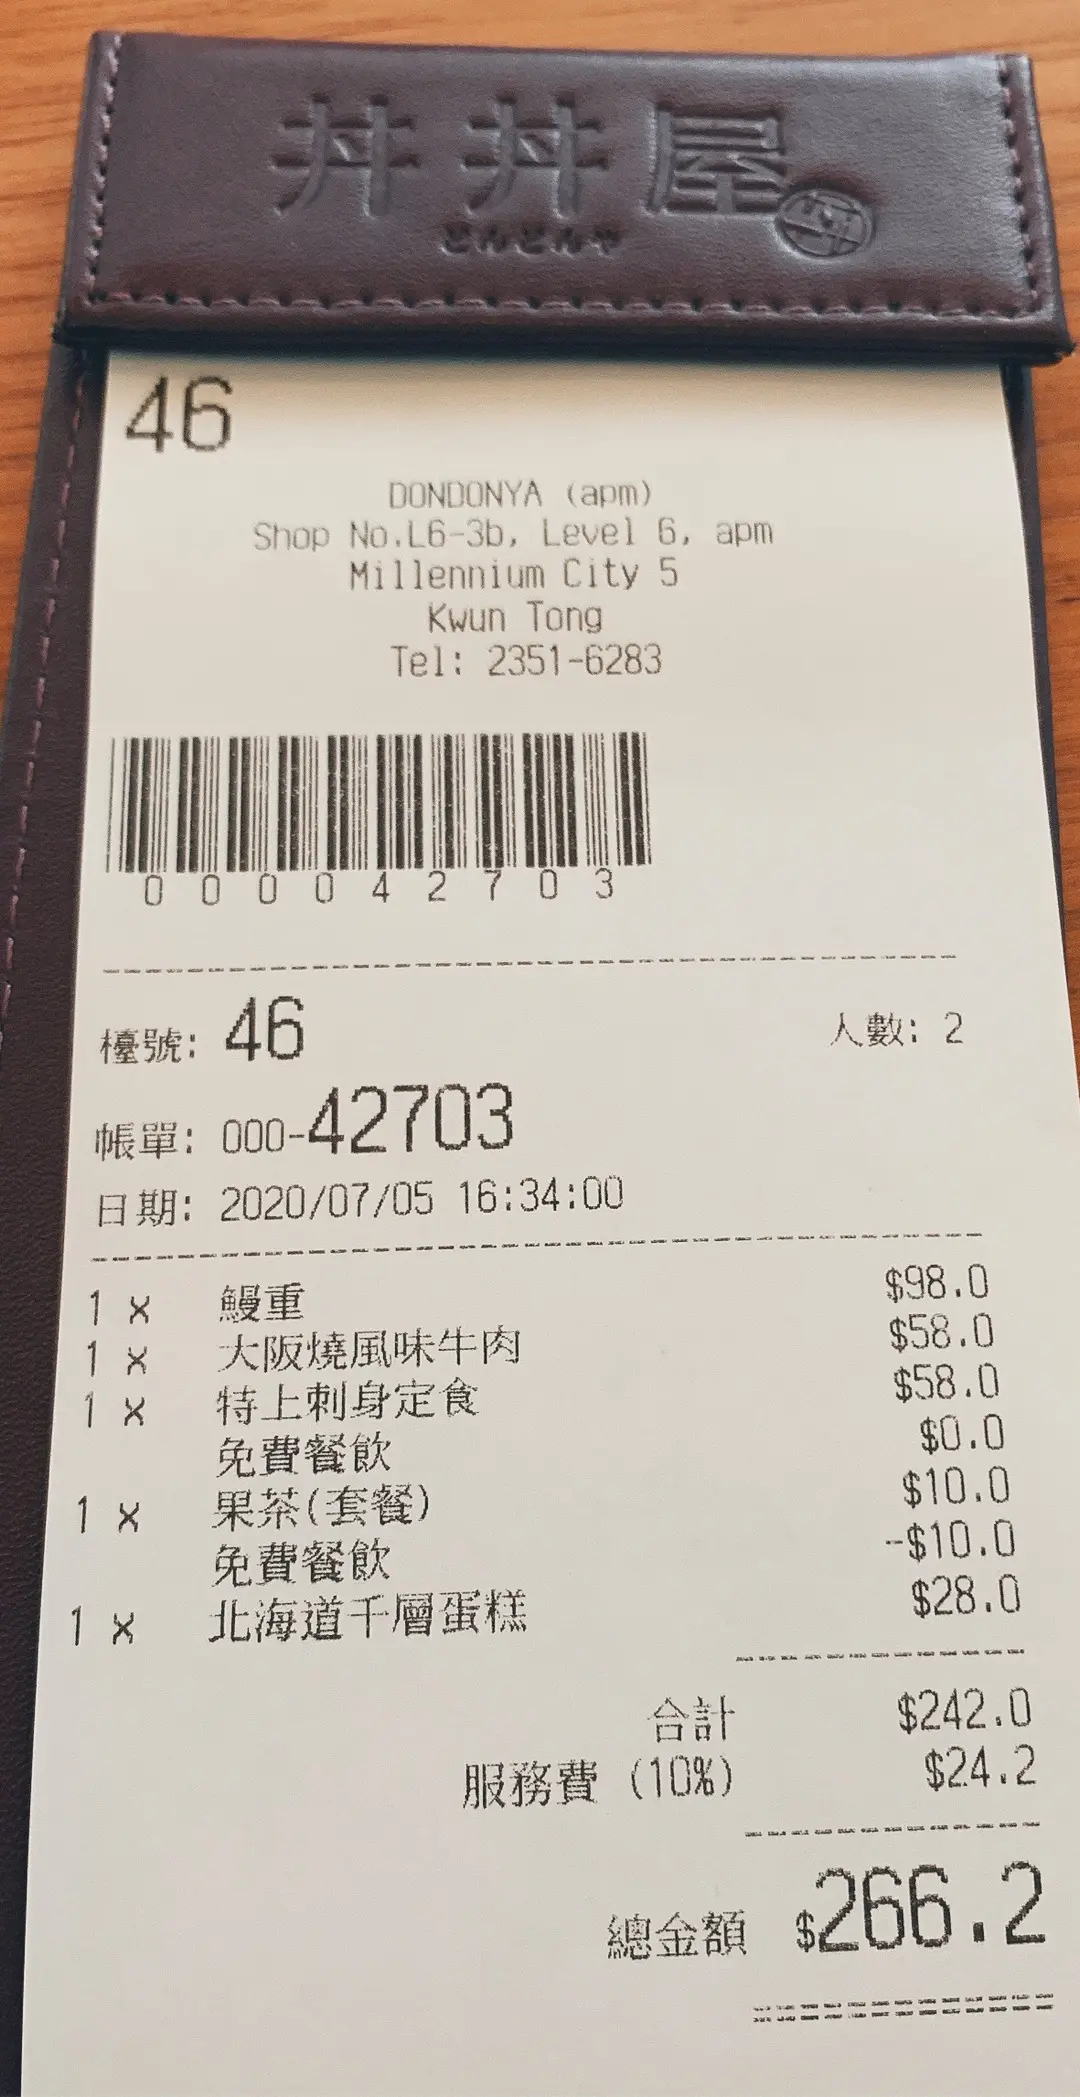 丼丼屋
どんどんや
46
DONDONYA (apm)
Shop No.L6-3b, Level 6, apm
Millennium City 5
Kwun Tong
Tel: 2351-6283
000042703
檯號: 46 人數: 2
帳單: 000-42703
日期: 2020/07/05 16:34:00
1 x 鰻重 $98.0
1 x 大阪燒風味牛肉 $58.0
1 x 特上刺身定食 $58.0
免費餐飲 $0.0
1 x 果茶(套餐) $10.0
免費餐飲 -$10.0
1 x 北海道千層蛋糕 $28.0
合計 $242.0
服務費 (10%) $24.2
總金額 $266.2